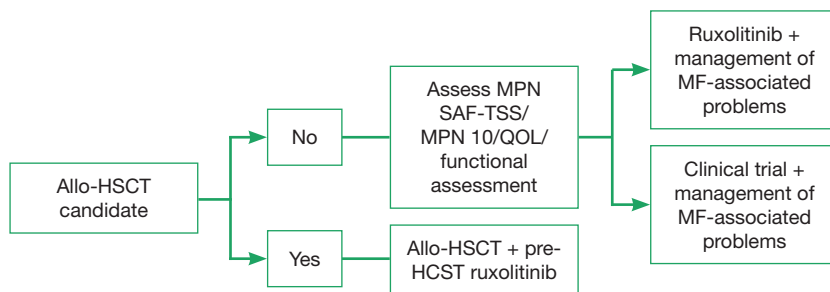 Allo-HSCT
candidate
No
Assess MPN
SAF-TSS/
MPN 10/QOL/
functional
assessment
Ruxolitinib +
management of
MF-associated
problems
Clinical trial +
management of
MF-associated
problems
Yes
Allo-HSCT + pre-
HCST ruxolitinib